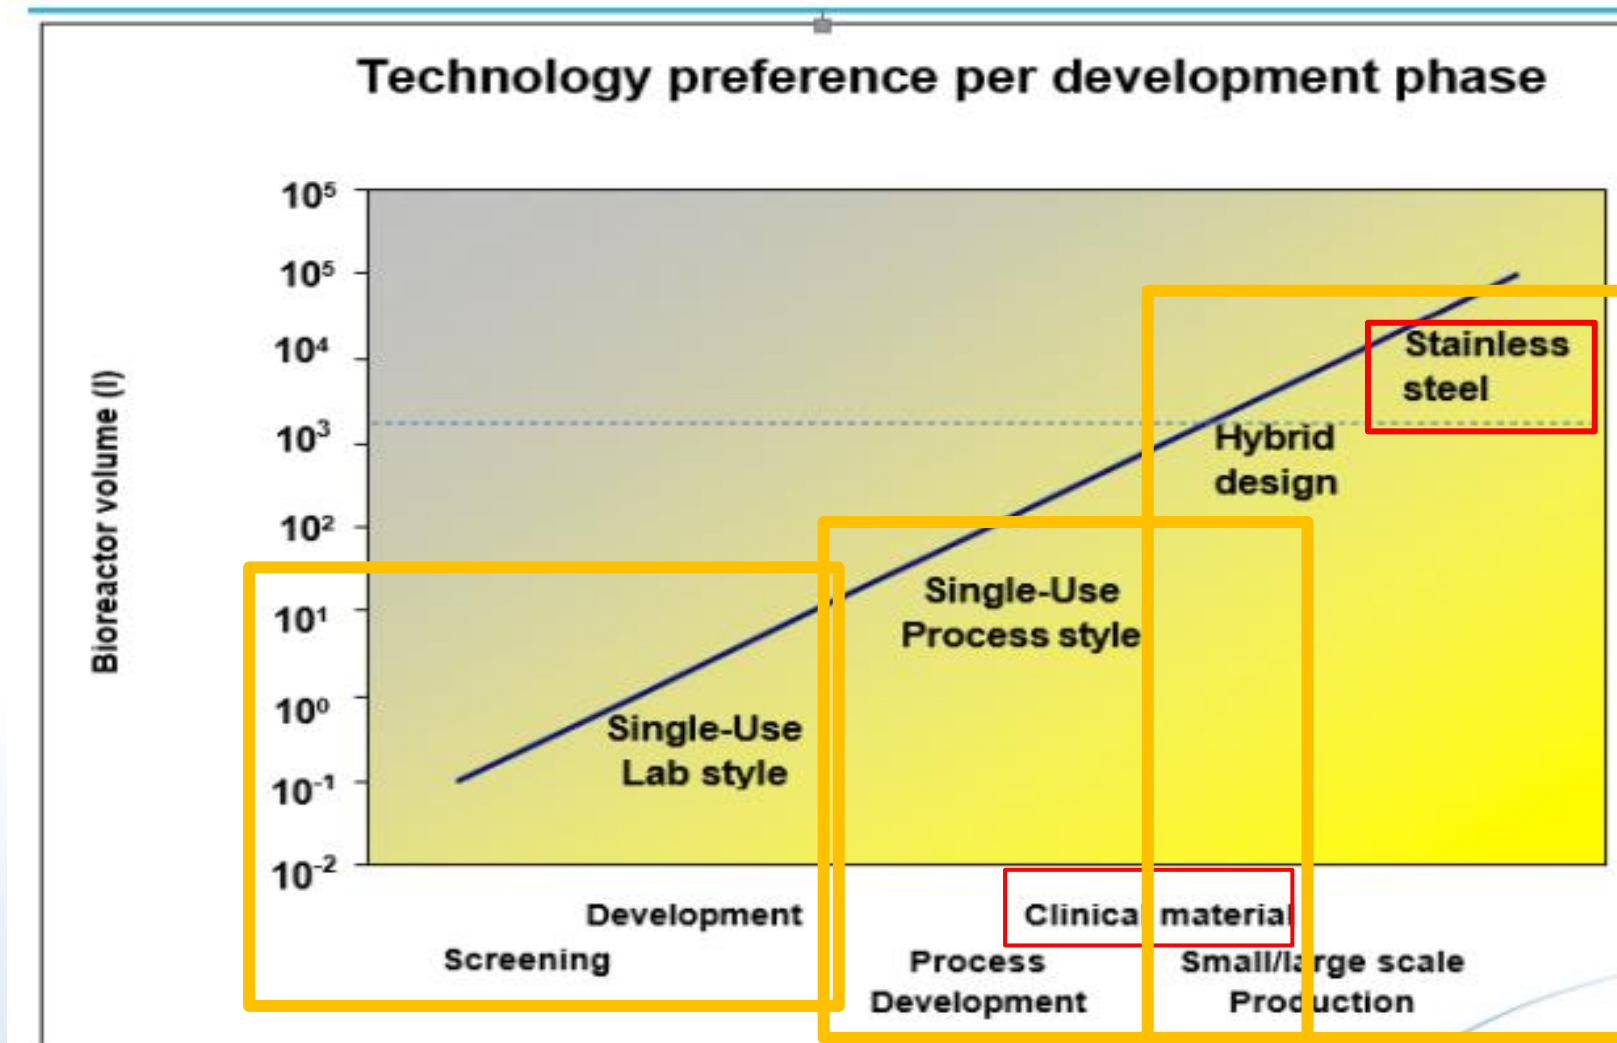 Technology preference per development phase
10⁵
10⁵
10⁴
10³
10²
10¹
10⁰
10⁻¹
10⁻²
Bioreactor volume (l)
Stainless
steel
Hybrid
design
Single-Use
Process style
Single-Use
Lab style
Development
Clinical material
Screening
Process
Development
Small/large scale
Production